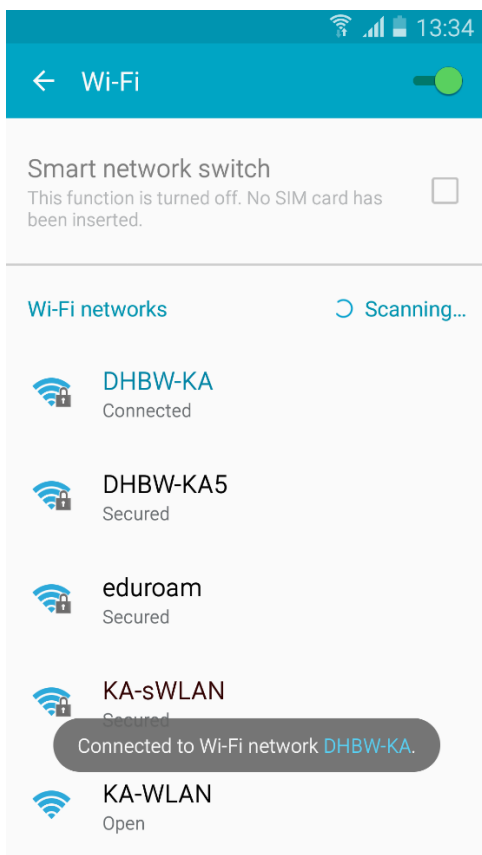 13:34
Wi-Fi
Smart network switch
This function is turned off. No SIM card has
been inserted.
Wi-Fi networks
Scanning...
DHBW-KA
Connected
DHBW-KA5
Secured
eduroam
Secured
KA-sWLAN
Secured
Connected to Wi-Fi network DHBW-KA.
KA-WLAN
Open